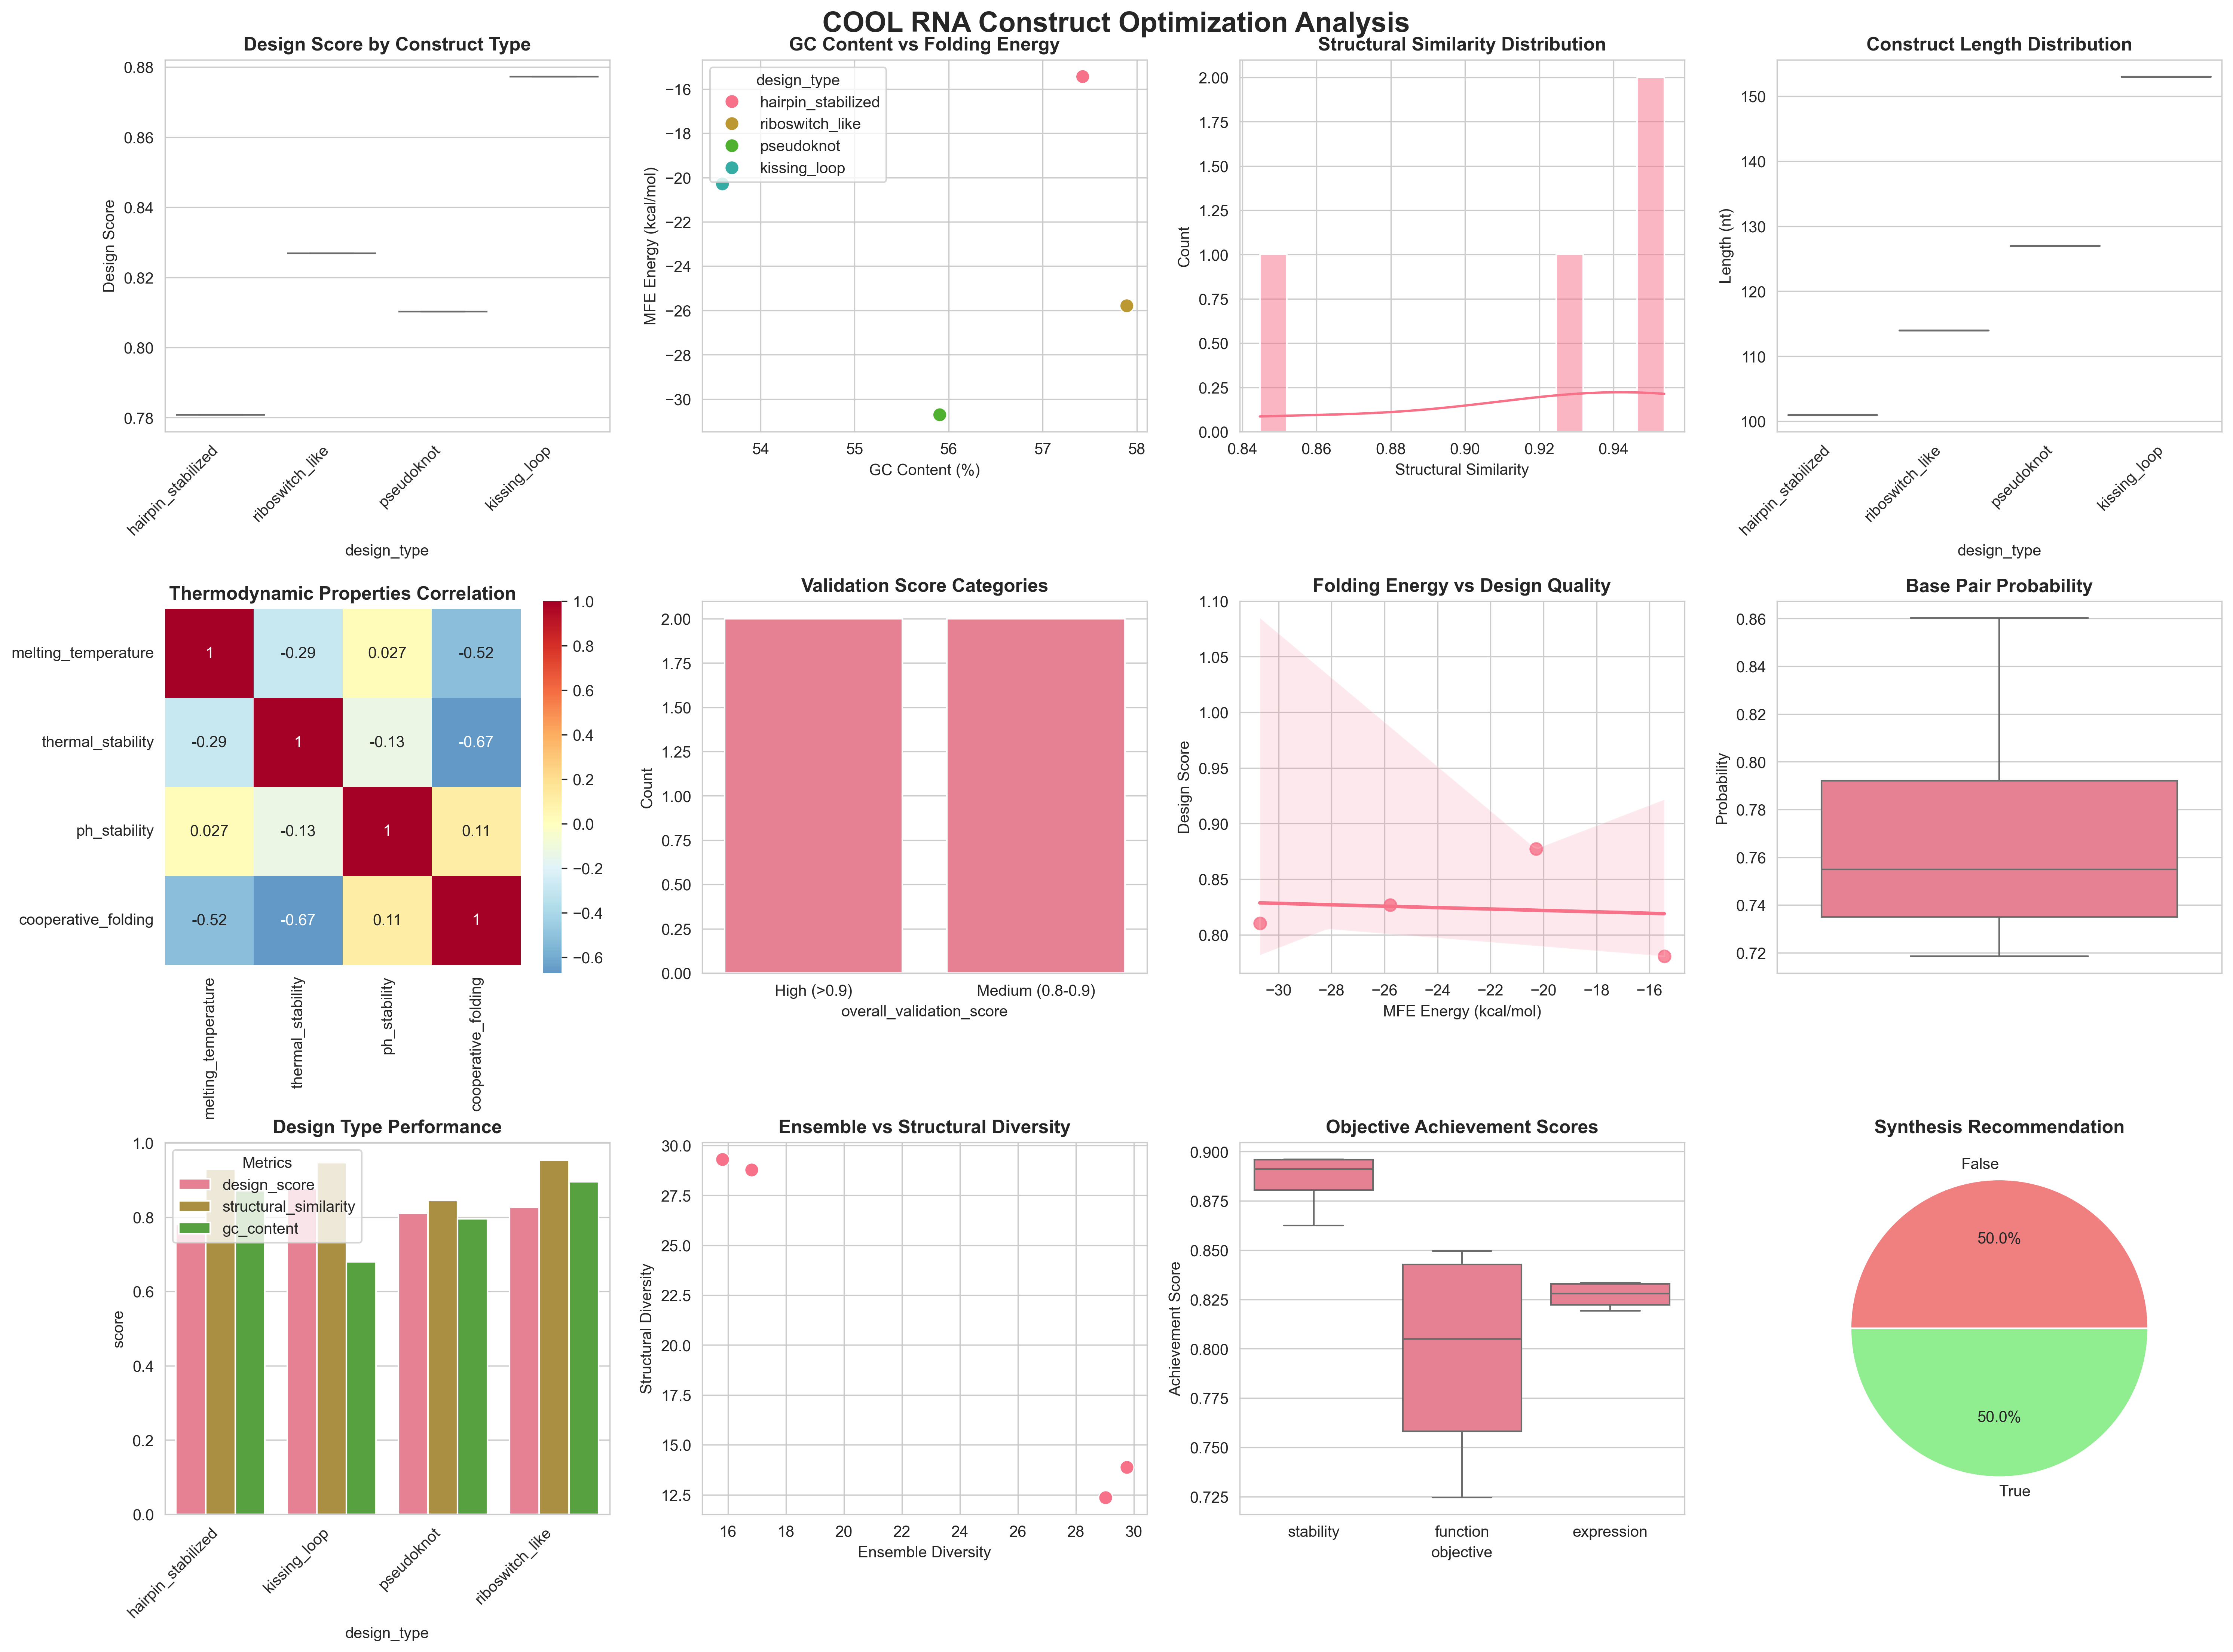 COOL RNA Construct Optimization Analysis
Design Score by Construct Type
0.88
0.86
0.84
0.82
0.80
0.78
Design Score
hairpin_stabilized
riboswitch_like
pseudoknot
kissing_loop
design_type
GC Content vs Folding Energy
design_type
hairpin_stabilized
riboswitch_like
pseudoknot
kissing_loop
−16
−18
−20
−22
−24
−26
−28
−30
MFE Energy (kcal/mol)
54
55
56
57
58
GC Content (%)
Structural Similarity Distribution
2.00
1.75
1.50
1.25
1.00
0.75
0.50
0.25
0.00
Count
0.84
0.86
0.88
0.90
0.92
0.94
Structural Similarity
Construct Length Distribution
150
140
130
120
110
100
Length (nt)
hairpin_stabilized
riboswitch_like
pseudoknot
kissing_loop
design_type
Thermodynamic Properties Correlation
melting_temperature
thermal_stability
ph_stability
cooperative_folding
1 -0.29 0.027 -0.52
-0.29 1 -0.13 -0.67
0.027 -0.13 1 0.11
-0.52 -0.67 0.11 1
melting_temperature
thermal_stability
ph_stability
cooperative_folding
1.0
0.8
0.6
0.4
0.2
0.0
−0.2
−0.4
−0.6
Validation Score Categories
2.00
1.75
1.50
1.25
1.00
0.75
0.50
0.25
0.00
Count
High (>0.9)
Medium (0.8-0.9)
overall_validation_score
Folding Energy vs Design Quality
1.10
1.05
1.00
0.95
0.90
0.85
0.80
Design Score
−30
−28
−26
−24
−22
−20
−18
−16
MFE Energy (kcal/mol)
Base Pair Probability
0.86
0.84
0.82
0.80
0.78
0.76
0.74
0.72
Probability
Design Type Performance
Metrics
design_score
structural_similarity
gc_content
1.0
0.8
0.6
0.4
0.2
0.0
score
hairpin_stabilized
kissing_loop
pseudoknot
riboswitch_like
design_type
Ensemble vs Structural Diversity
30.0
27.5
25.0
22.5
20.0
17.5
15.0
12.5
Structural Diversity
16
18
20
22
24
26
28
30
Ensemble Diversity
Objective Achievement Scores
0.900
0.875
0.850
0.825
0.800
0.775
0.750
0.725
Achievement Score
stability
function
expression
objective
Synthesis Recommendation
False
50.0%
50.0%
True